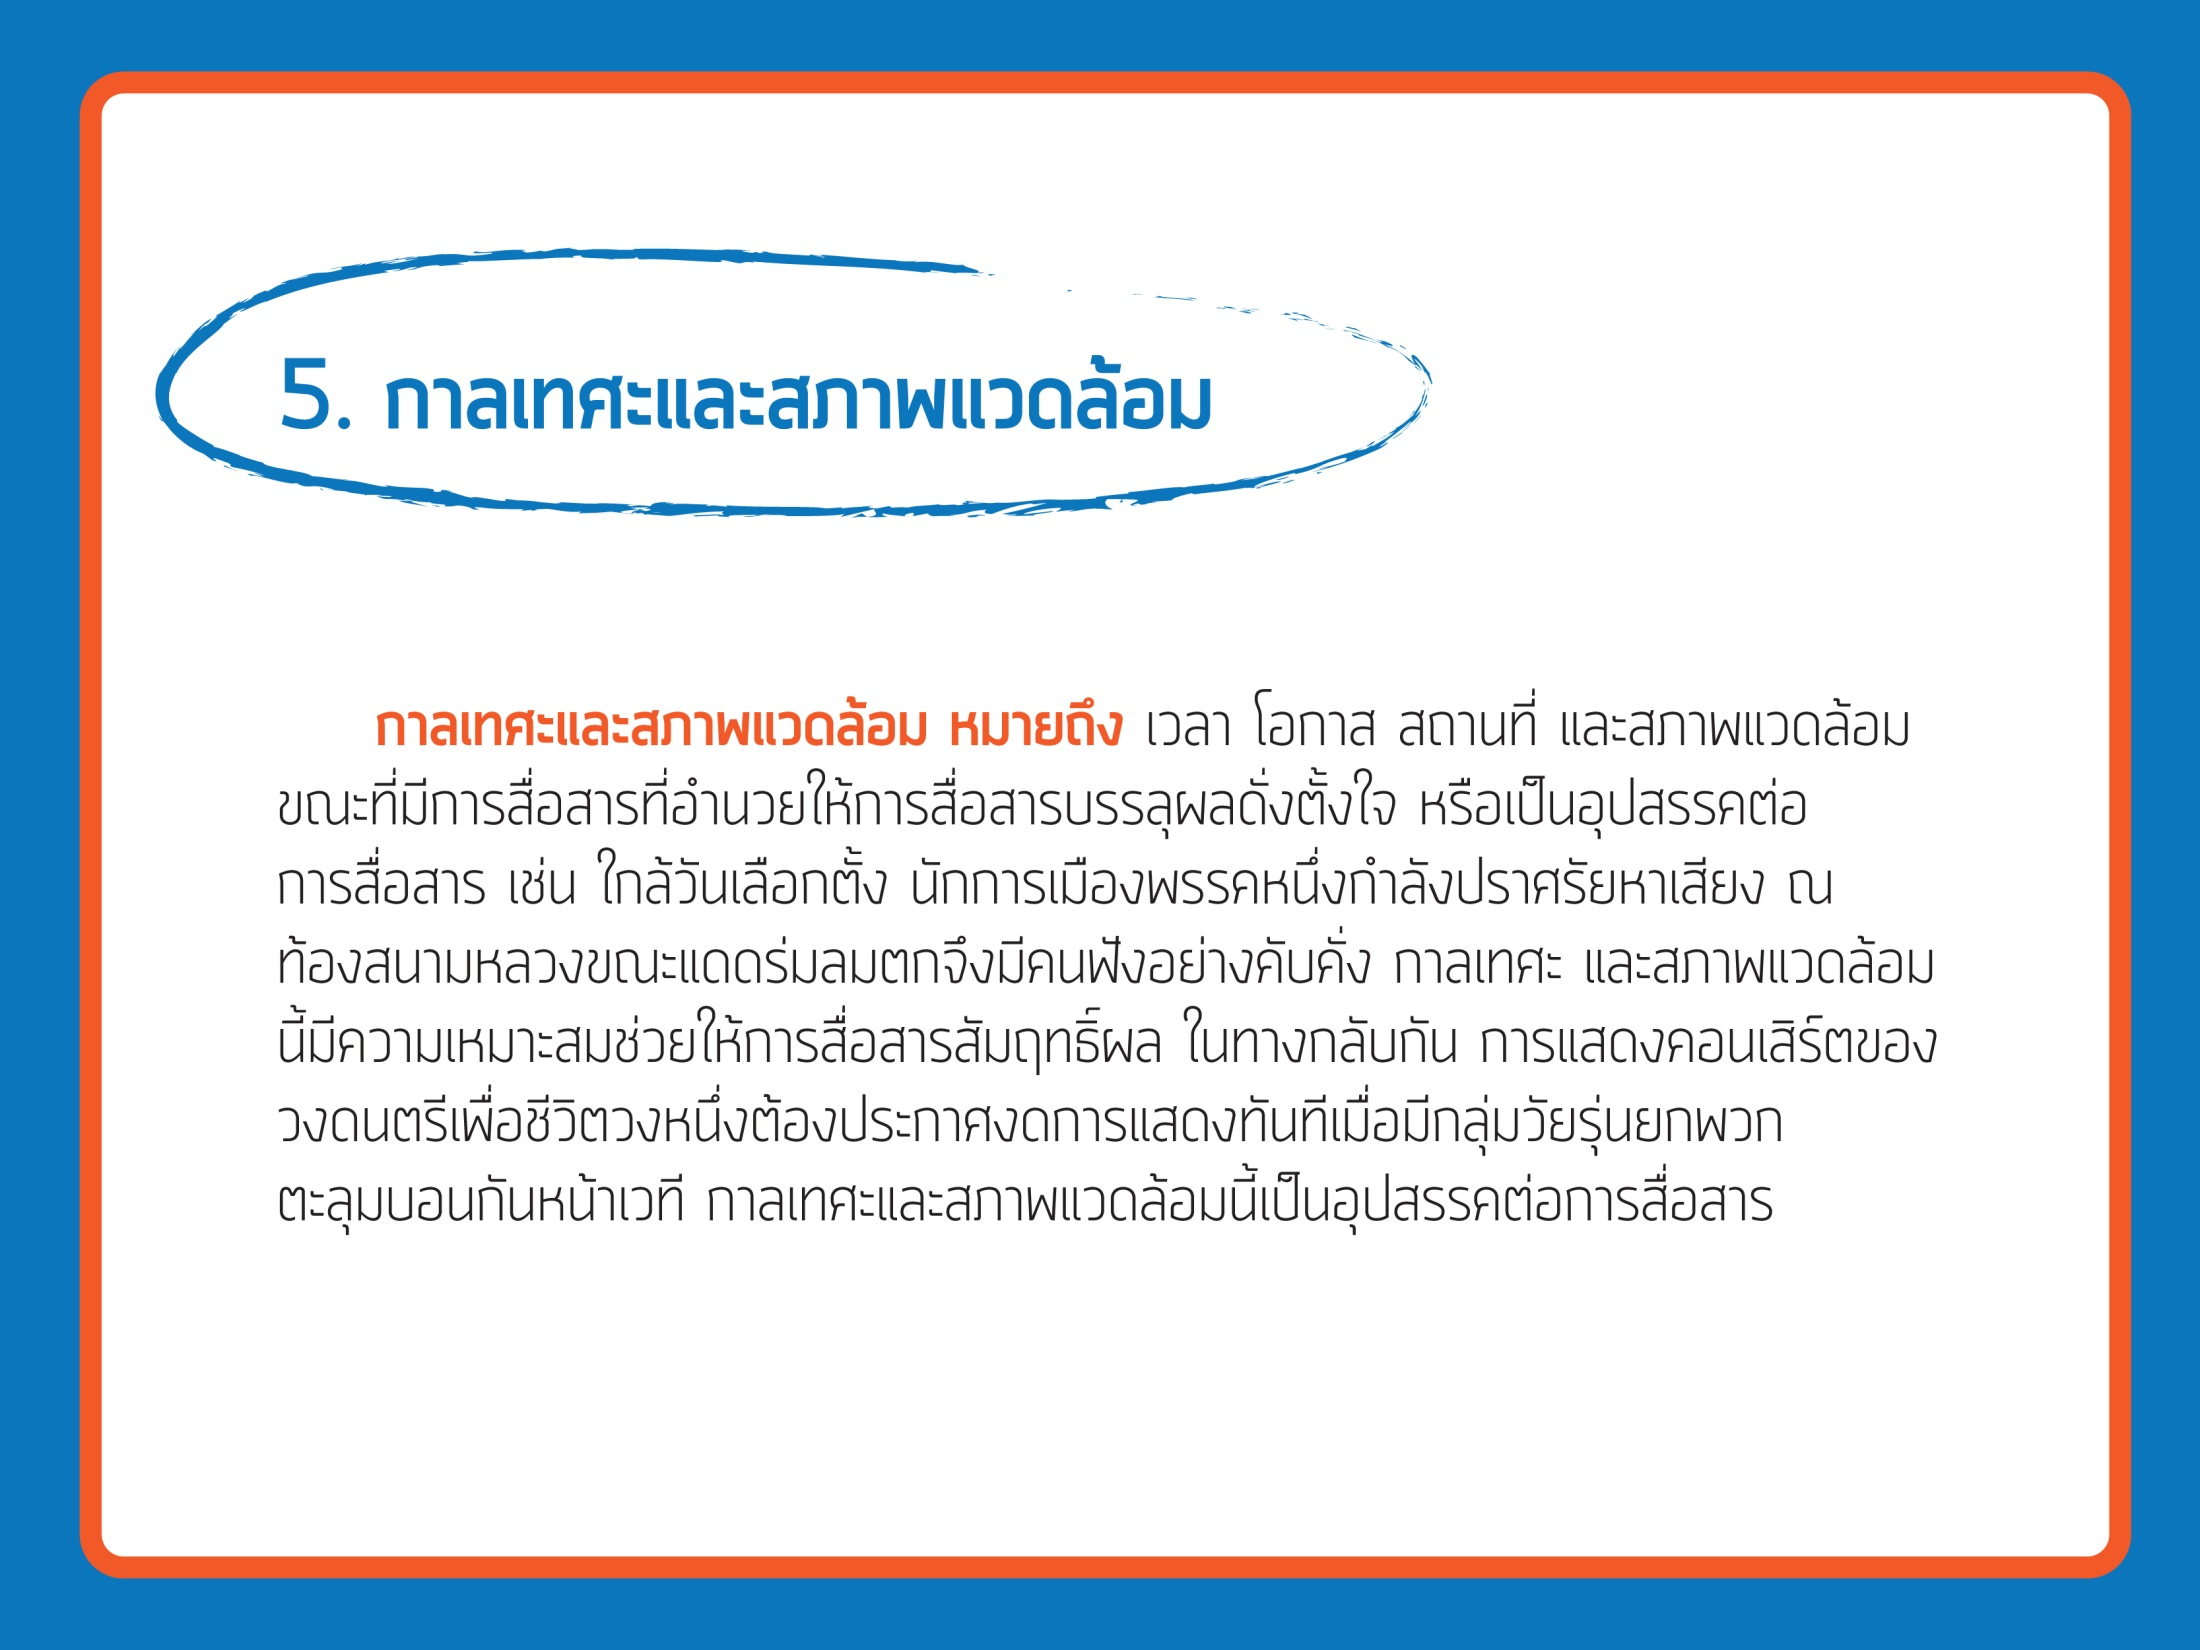 5. กาลเทศะและสภาพแวดล้อม
กาลเทศะและสภาพแวดล้อม หมายถึง เวลา โอกาส สถานที่ และสภาพแวดล้อม
ขณะที่มีการสื่อสารที่อำนวยให้การสื่อสารบรรลุผลดั่งตั้งใจ หรือเป็นอุปสรรคต่อ
การสื่อสาร เช่น ใกล้วันเลือกตั้ง นักการเมืองพรรคหนึ่งกำลังปราศรัยหาเสียง ณ
ท้องสนามหลวงขณะแดดร่มลมตกจึงมีคนฟังอย่างคับคั่ง กาลเทศะ และสภาพแวดล้อม
นี้มีความเหมาะสมช่วยให้การสื่อสารสัมฤทธิ์ผล ในทางกลับกัน การแสดงคอนเสิร์ตของ
วงดนตรีเพื่อชีวิตวงหนึ่งต้องประกาศงดการแสดงทันทีเมื่อมีกลุ่มวัยรุ่นยกพวก
ตะลุมบอนกันหน้าเวที กาลเทศะและสภาพแวดล้อมนี้เป็นอุปสรรคต่อการสื่อสาร